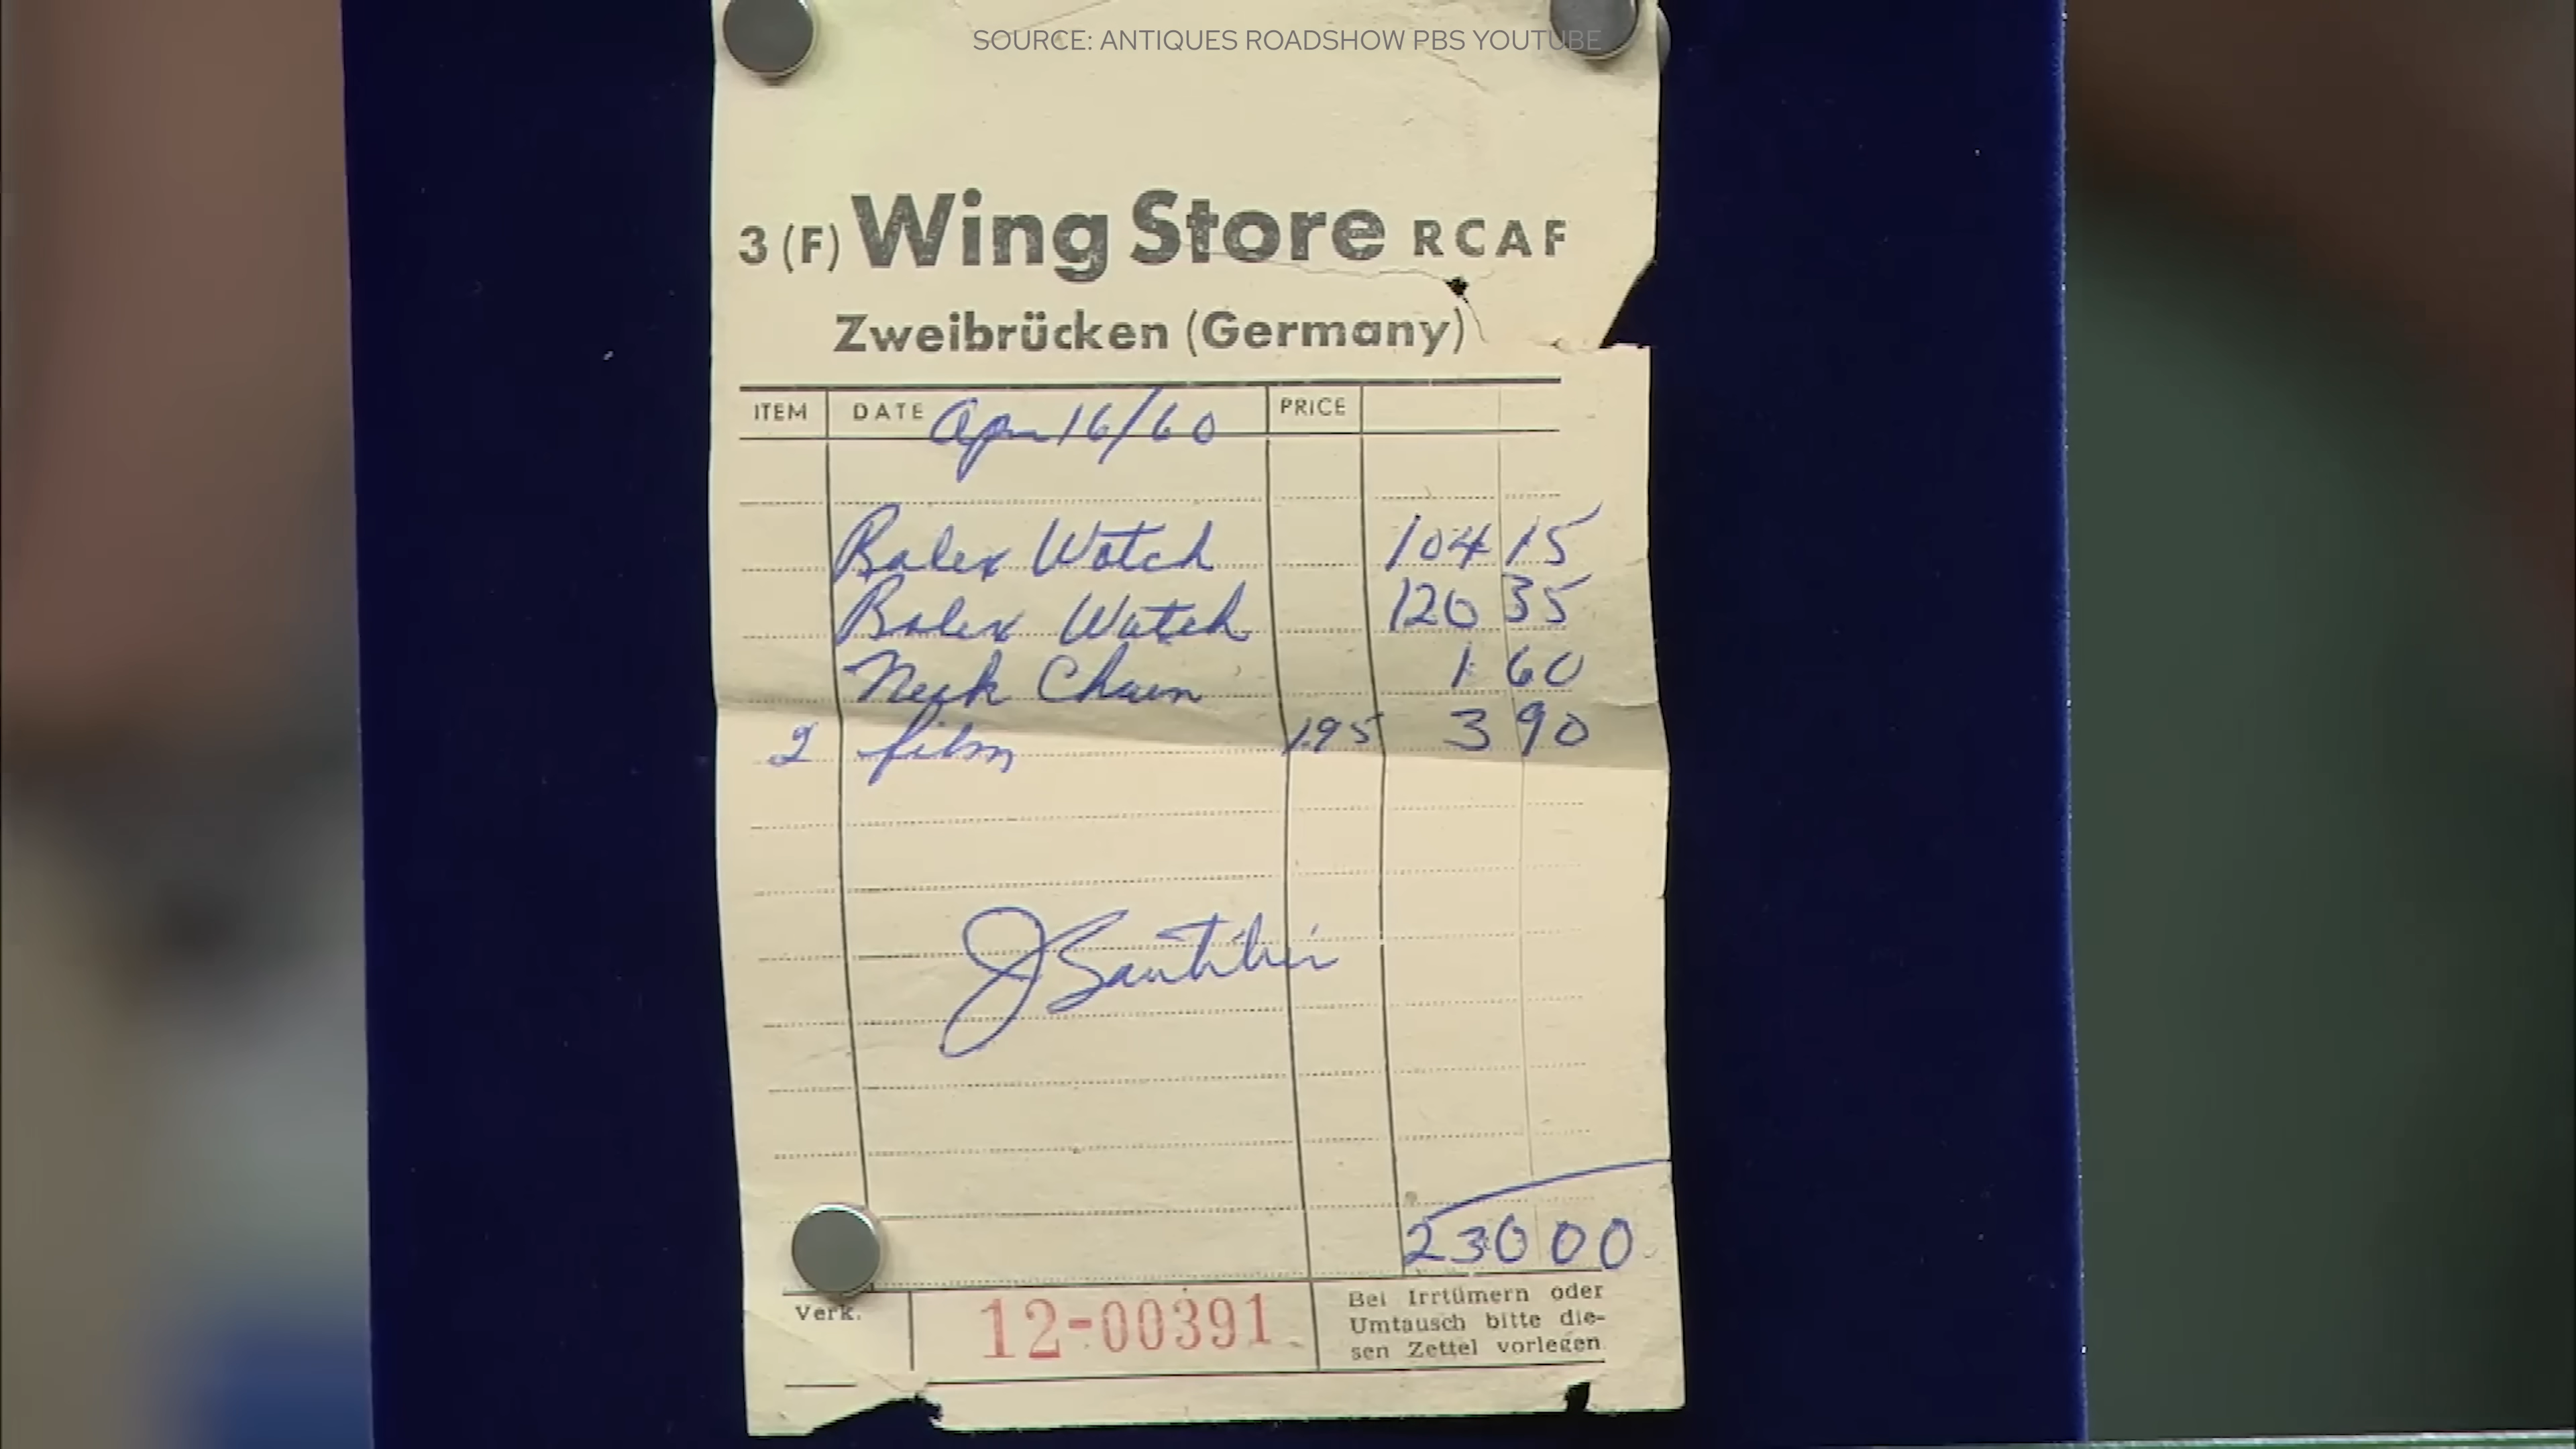 SOURCE: ANTIQUES ROADSHOW PBS YOUTUBE
3 (F) Wing Store RCAF
Zweibrücken (Germany)
ITEM DATE Apr 16/60 PRICE
Rolex Watch 104 15
Rolex Watch 120 35
Neck Chain 1 60
2 film 1.95 3 90
230 00
Verk. 12-00391
Bei Irrtümern oder
Umtausch bitte die-
sen Zettel vorlegen